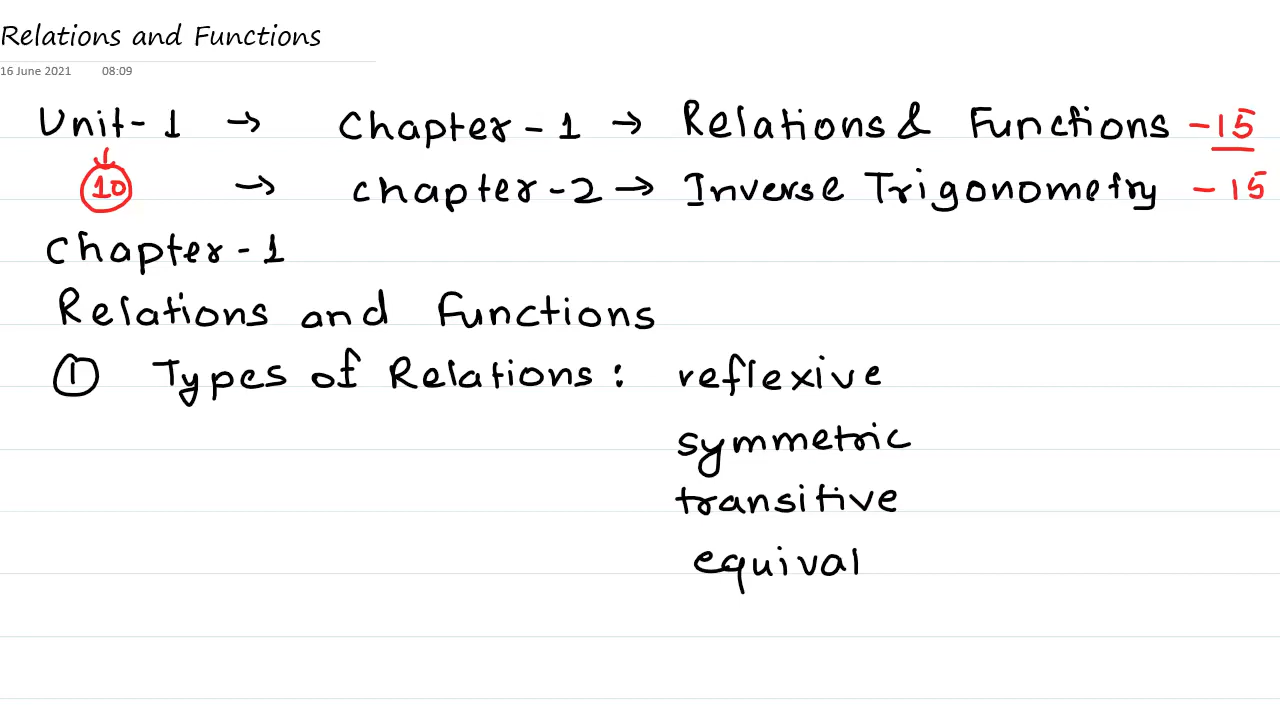 Relations and Functions
16 June 2021 08:09
Unit-1 → Chapter-1 → Relations & Functions -15
10 → chapter-2 → Inverse Trigonometry -15
Chapter-1
Relations and Functions
① Types of Relations: reflexive
symmetric
transitive
equival